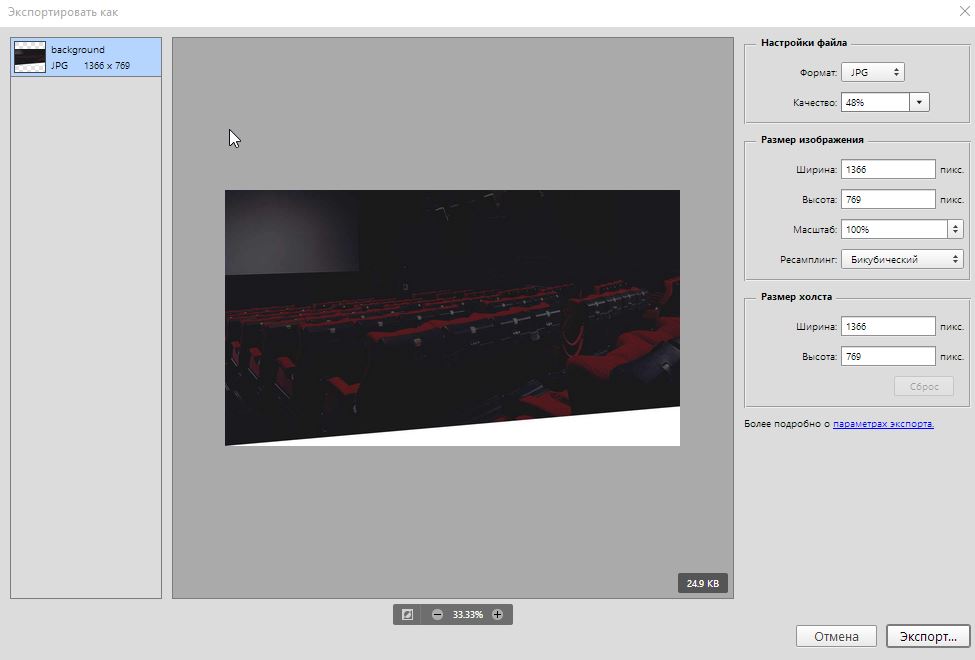 Экспортировать как
background
JPG 1366 x 769
24.9 KB
33.33%
Настройки файла
Формат: JPG
Качество: 48%
Размер изображения
Ширина: 1366 пикс.
Высота: 769 пикс.
Масштаб: 100%
Ресамплинг: Бикубический
Размер холста
Ширина: 1366 пикс.
Высота: 769 пикс.
Сброс
Более подробно о параметрах экспорта.
Отмена Экспорт...